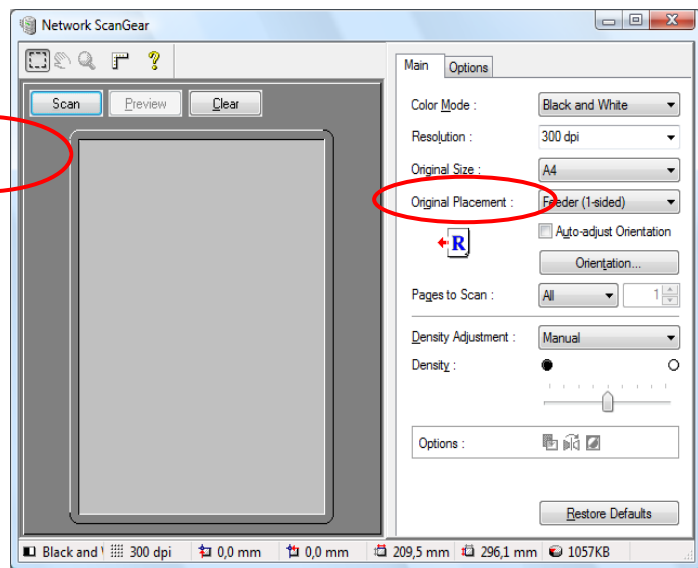 Network ScanGear
Main Options
Scan Preview Clear
Color Mode : Black and White
Resolution : 300 dpi
Original Size : A4
Original Placement : Feeder (1-sided)
R
Auto-adjust Orientation
Orientation...
Pages to Scan : All 1
Density Adjustment : Manual
Density :
Options :
Restore Defaults
Black and 300 dpi 0,0 mm 0,0 mm 209,5 mm 296,1 mm 1057KB